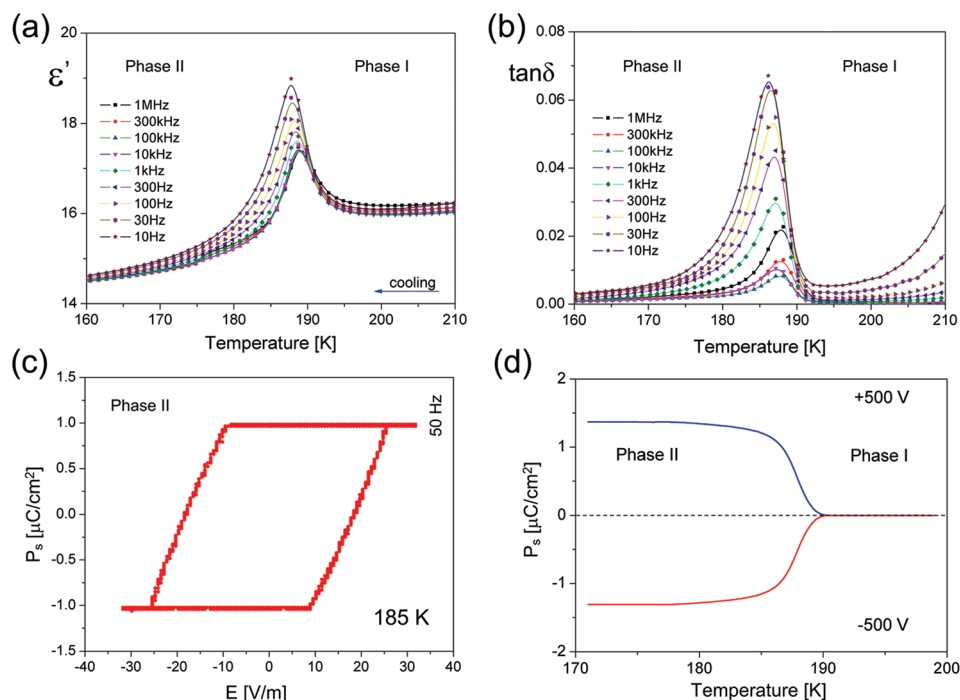 (a)
20
ε’
Phase II
Phase I
18
16
14
1MHz
300kHz
100kHz
10kHz
1kHz
300Hz
100Hz
30Hz
10Hz
cooling
160 170 180 190 200 210
Temperature [K]
(b)
0.08
tanδ
Phase II
Phase I
0.06
0.04
0.02
0.00
1MHz
300kHz
100kHz
10kHz
1kHz
300Hz
100Hz
30Hz
10Hz
160 170 180 190 200 210
Temperature [K]
(c)
1.5
1.0
0.5
0.0
-0.5
-1.0
-1.5
Ps [μC/cm2]
Phase II
50 Hz
185 K
-40 -30 -20 -10 0 10 20 30 40
E [V/m]
(d)
2
1
0
-1
-2
Ps [μC/cm2]
+500 V
Phase II
Phase I
-500 V
170 180 190 200
Temperature [K]